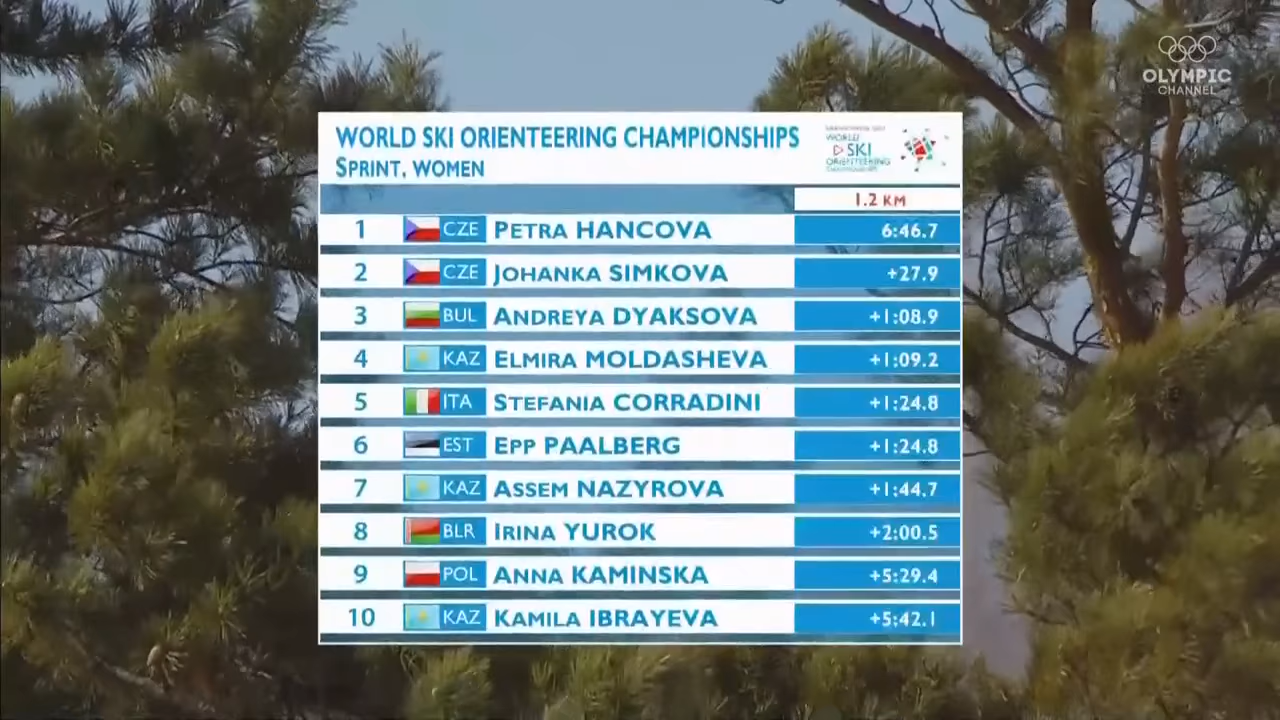 OLYMPIC
CHANNEL
WORLD SKI ORIENTEERING CHAMPIONSHIPS
SPRINT, WOMEN
WORLD
SKI
ORIENTEERING
1.2 KM
1 CZE PETRA HANCOVA 6:46.7
2 CZE JOHANKA SIMKOVA +27.9
3 BUL ANDREYA DYAKSOVA +1:08.9
4 KAZ ELMIRA MOLDASHEVA +1:09.2
5 ITA STEFANIA CORRADINI +1:24.8
6 EST EPP PAALBERG +1:24.8
7 KAZ ASSEM NAZYROVA +1:44.7
8 BLR IRINA YUROK +2:00.5
9 POL ANNA KAMINSKA +5:29.4
10 KAZ KAMILA IBRAYEVA +5:42.1